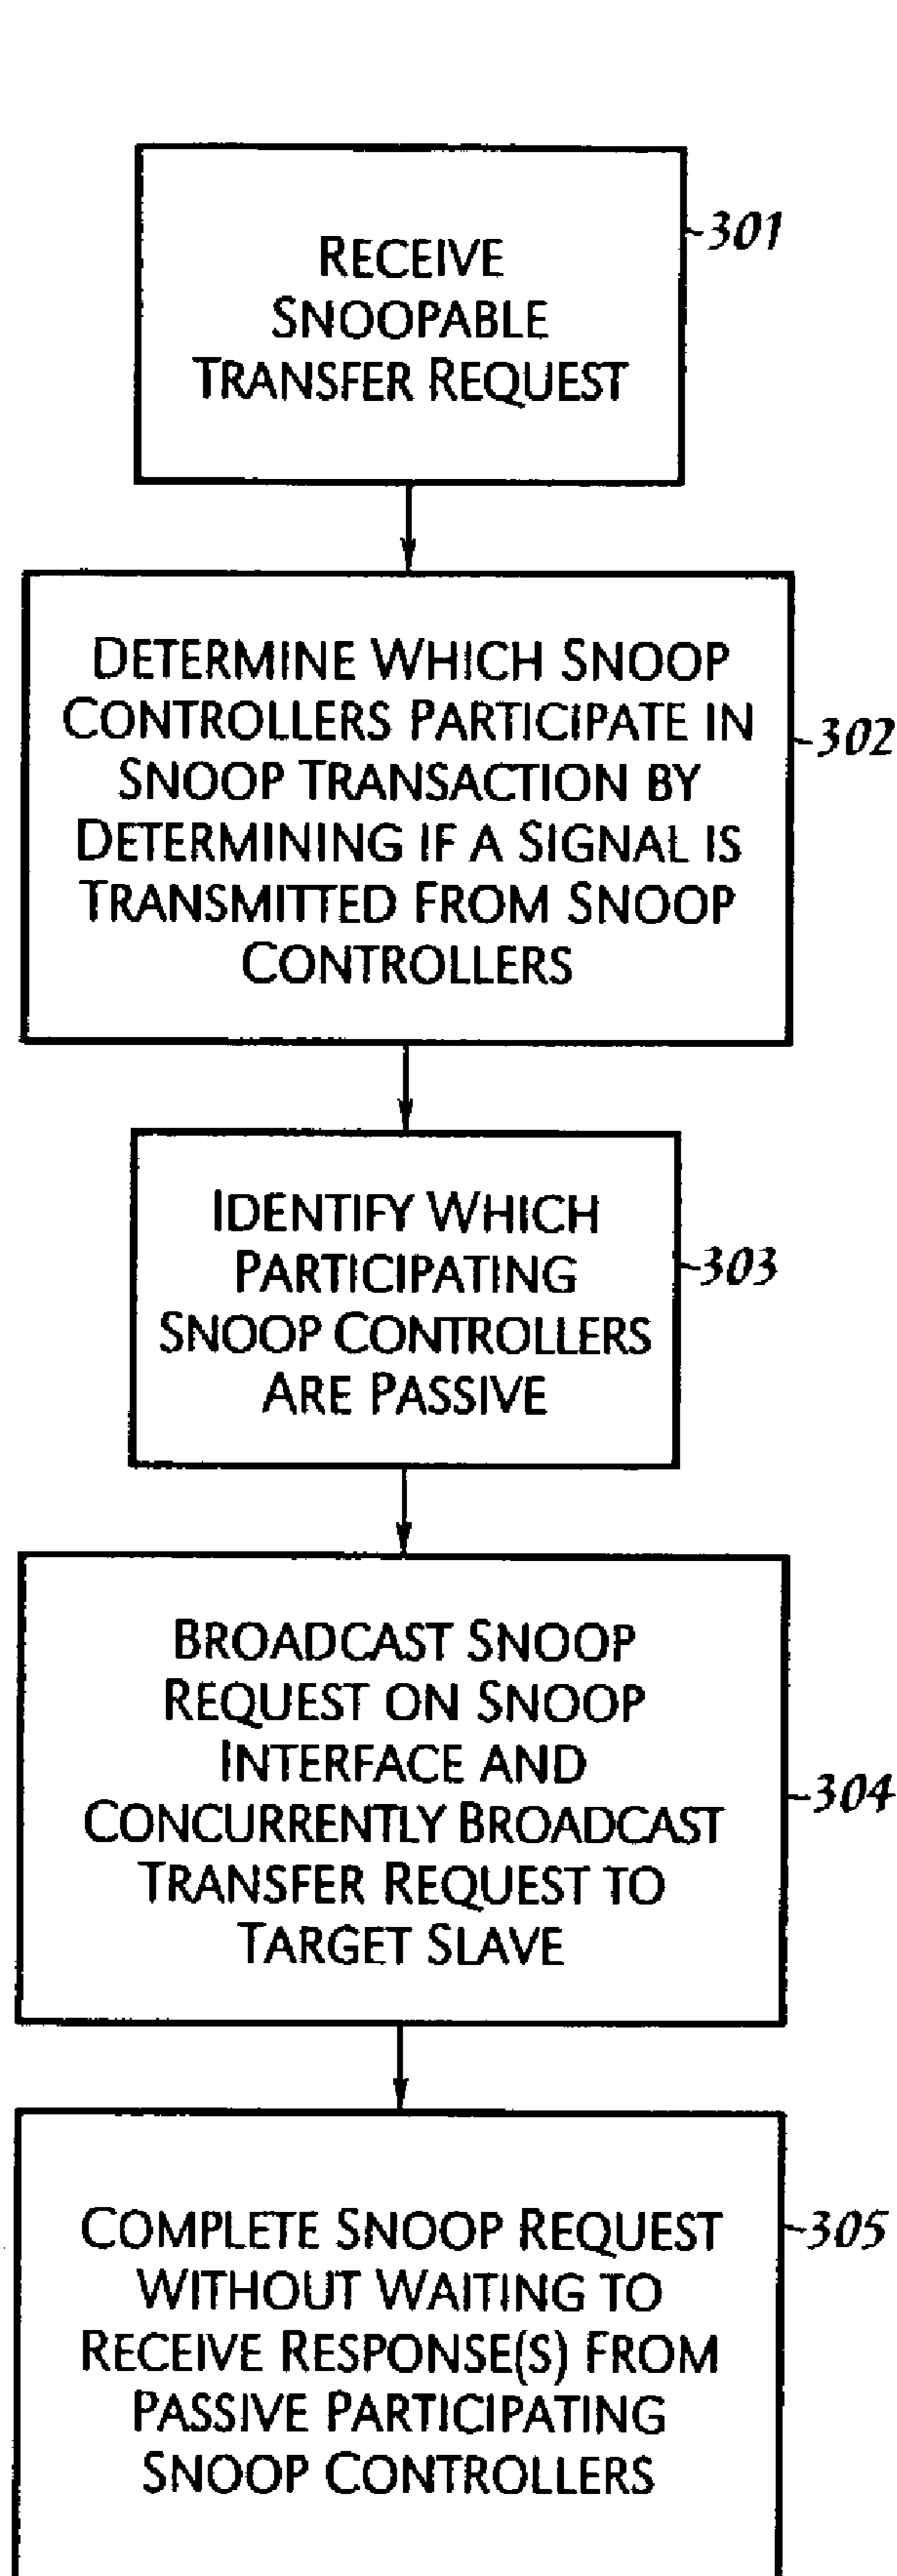 RECEIVE
SNOOPABLE
TRANSFER REQUEST
301
DETERMINE WHICH SNOOP
CONTROLLERS PARTICIPATE IN
SNOOP TRANSACTION BY
DETERMINING IF A SIGNAL IS
TRANSMITTED FROM SNOOP
CONTROLLERS
302
IDENTIFY WHICH
PARTICIPATING
SNOOP CONTROLLERS
ARE PASSIVE
303
BROADCAST SNOOP
REQUEST ON SNOOP
INTERFACE AND
CONCURRENTLY BROADCAST
TRANSFER REQUEST TO
TARGET SLAVE
304
COMPLETE SNOOP REQUEST
WITHOUT WAITING TO
RECEIVE RESPONSE(S) FROM
PASSIVE PARTICIPATING
SNOOP CONTROLLERS
305